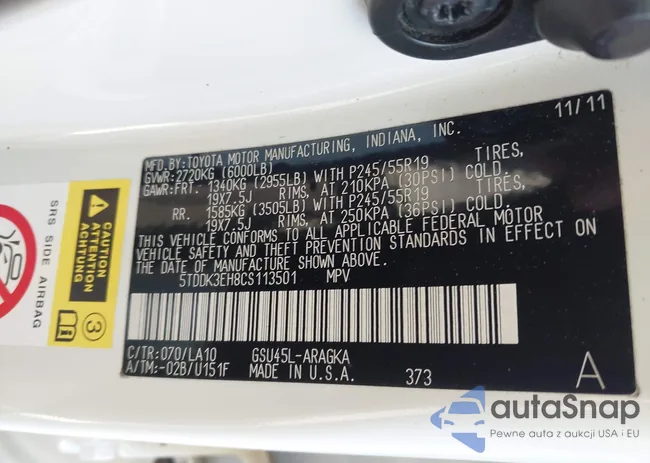 11/11
MFD.BY:TOYOTA MOTOR MANUFACTURING, INDIANA, INC.
GVWR:2720KG (6000LB)
GAWR:FRT. 1340KG (2955LB) WITH P245/55R19 TIRES,
19X7.5J RIMS, AT 210KPA (30PSI) COLD.
RR. 1585KG (3505LB) WITH P245/55R19 TIRES,
19X7.5J RIMS, AT 250KPA (36PSI) COLD.
THIS VEHICLE CONFORMS TO ALL APPLICABLE FEDERAL MOTOR
VEHICLE SAFETY AND THEFT PREVENTION STANDARDS IN EFFECT ON
THE DATE OF MANUFACTURE SHOWN ABOVE.
5TDDK3EH8CS113501 MPV
C/TR:070/LA10 GSU45L-ARAGKA
A/TM:-02B/U151F MADE IN U.S.A. 373 A
SRS SIDE AIRBAG
CAUTION
ATTENTION
ACHTUNG
3
autaSnap
Pewne auta z aukcji USA i EU